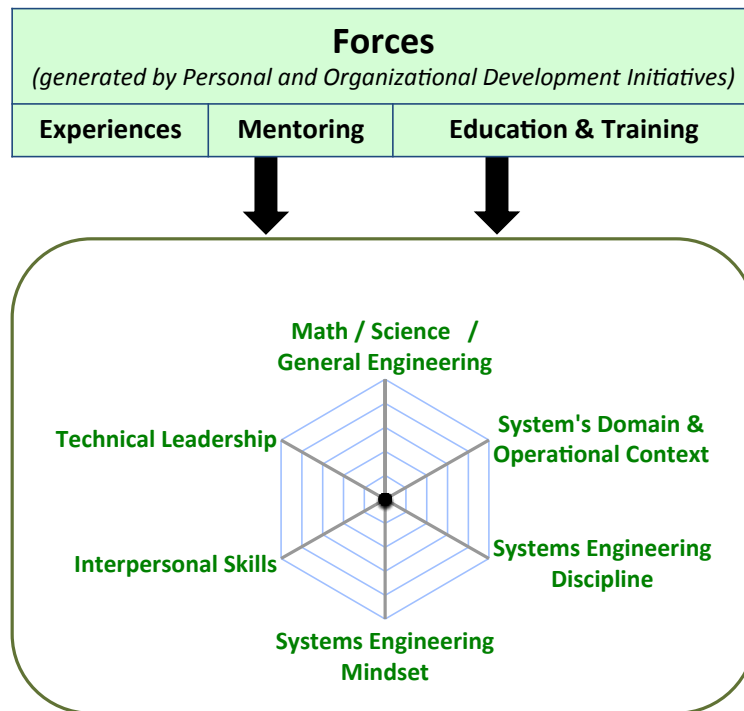 Forces
(generated by Personal and Organizational Development Initiatives)
Experiences
Mentoring
Education & Training
Math / Science /
General Engineering
Technical Leadership
System's Domain &
Operational Context
Interpersonal Skills
Systems Engineering
Discipline
Systems Engineering
Mindset